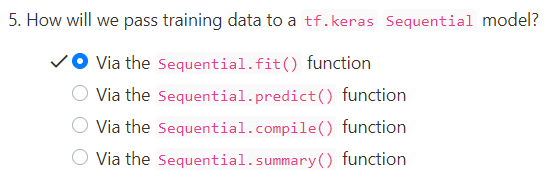 5. How will we pass training data to a tf.keras Sequential model?
Via the Sequential.fit() function
Via the Sequential.predict() function
Via the Sequential.compile() function
Via the Sequential.summary() function